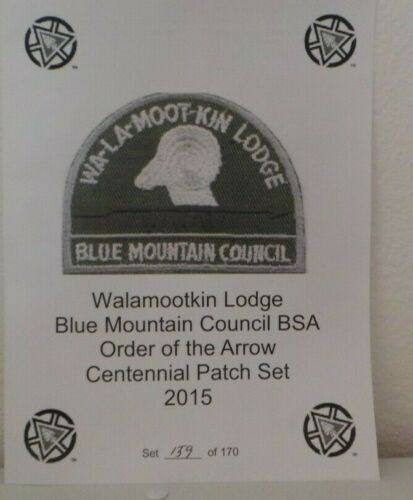 WA-LA-MOOT-KIN LODGE
BLUE MOUNTAIN COUNCIL
Walamootkin Lodge
Blue Mountain Council BSA
Order of the Arrow
Centennial Patch Set
2015
Set 139 of 170